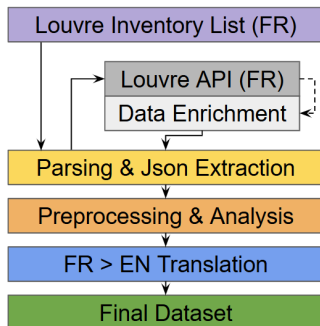 Louvre Inventory List (FR)
Louvre API (FR)
Data Enrichment
Parsing & Json Extraction
Preprocessing & Analysis
FR > EN Translation
Final Dataset